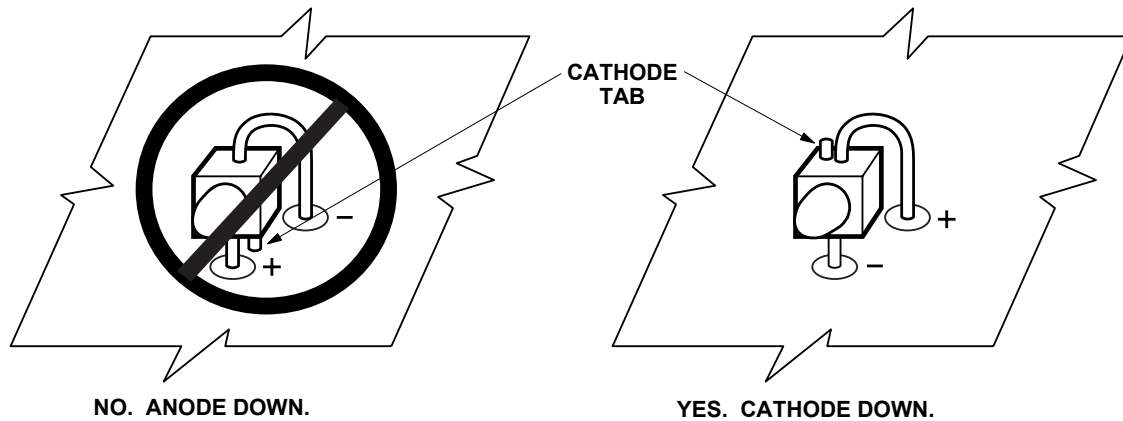 CATHODE
TAB
−
+
+
−
NO.  ANODE DOWN.
YES.  CATHODE DOWN.